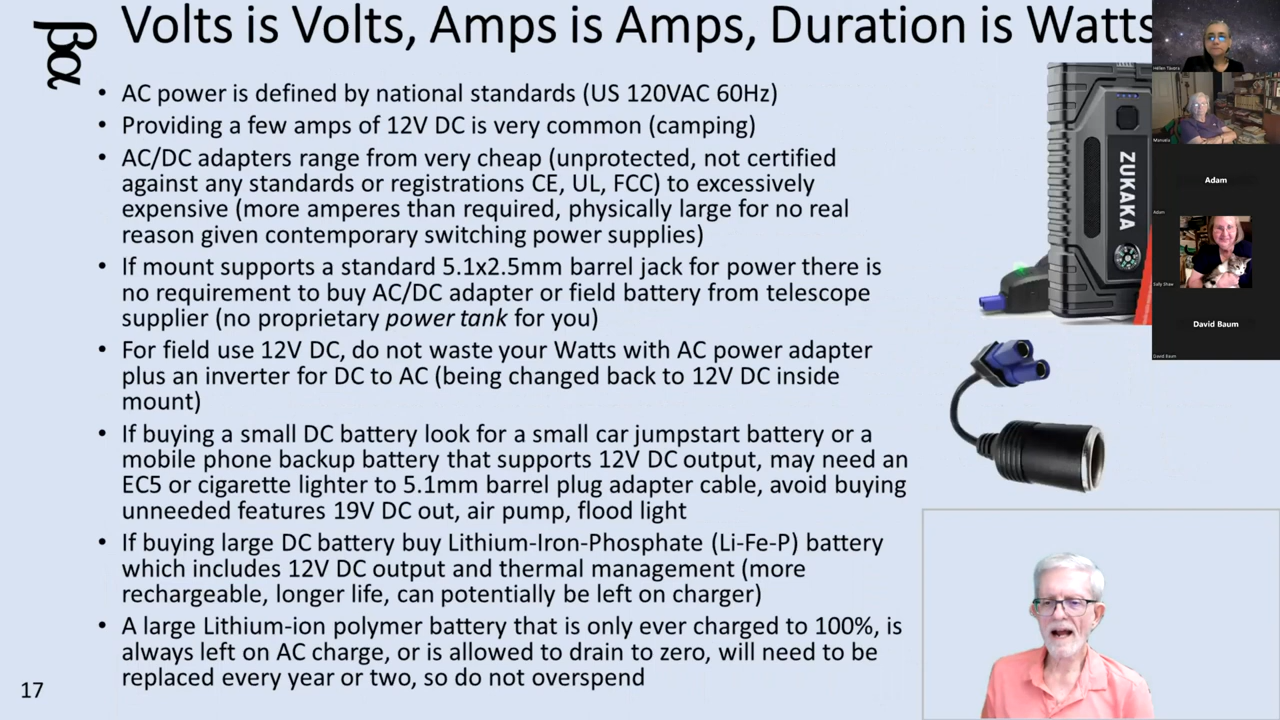 βα
Volts is Volts, Amps is Amps, Duration is Watts
• AC power is defined by national standards (US 120VAC 60Hz)
• Providing a few amps of 12V DC is very common (camping)
• AC/DC adapters range from very cheap (unprotected, not certified
against any standards or registrations CE, UL, FCC) to excessively
expensive (more amperes than required, physically large for no real
reason given contemporary switching power supplies)
• If mount supports a standard 5.1x2.5mm barrel jack for power there is
no requirement to buy AC/DC adapter or field battery from telescope
supplier (no proprietary power tank for you)
• For field use 12V DC, do not waste your Watts with AC power adapter
plus an inverter for DC to AC (being changed back to 12V DC inside
mount)
• If buying a small DC battery look for a small car jumpstart battery or a
mobile phone backup battery that supports 12V DC output, may need an
EC5 or cigarette lighter to 5.1mm barrel plug adapter cable, avoid buying
unneeded features 19V DC out, air pump, flood light
• If buying large DC battery buy Lithium-Iron-Phosphate (Li-Fe-P) battery
which includes 12V DC output and thermal management (more
rechargeable, longer life, can potentially be left on charger)
• A large Lithium-ion polymer battery that is only ever charged to 100%, is
always left on AC charge, or is allowed to drain to zero, will need to be
replaced every year or two, so do not overspend
17
ZUKAKA
Manuela
Adam
Adam
Sally Shaw
David Baum
David Baum